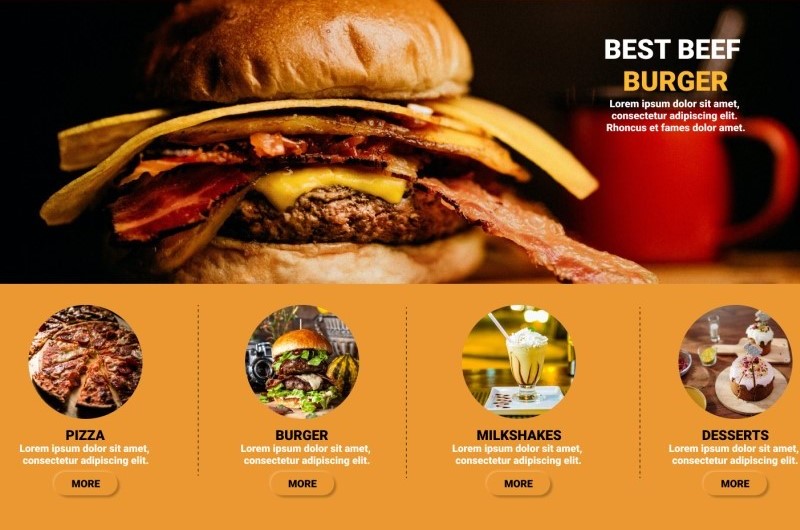 BEST BEEF
BURGER
Lorem ipsum dolor sit amet,
consectetur adipiscing elit.
Rhoncus et fames dolor amet.
PIZZA
Lorem ipsum dolor sit amet,
consectetur adipiscing elit.
MORE
BURGER
Lorem ipsum dolor sit amet,
consectetur adipiscing elit.
MORE
MILKSHAKES
Lorem ipsum dolor sit amet,
consectetur adipiscing elit.
MORE
DESSERTS
Lorem ipsum dolor sit amet,
consectetur adipiscing elit.
MORE